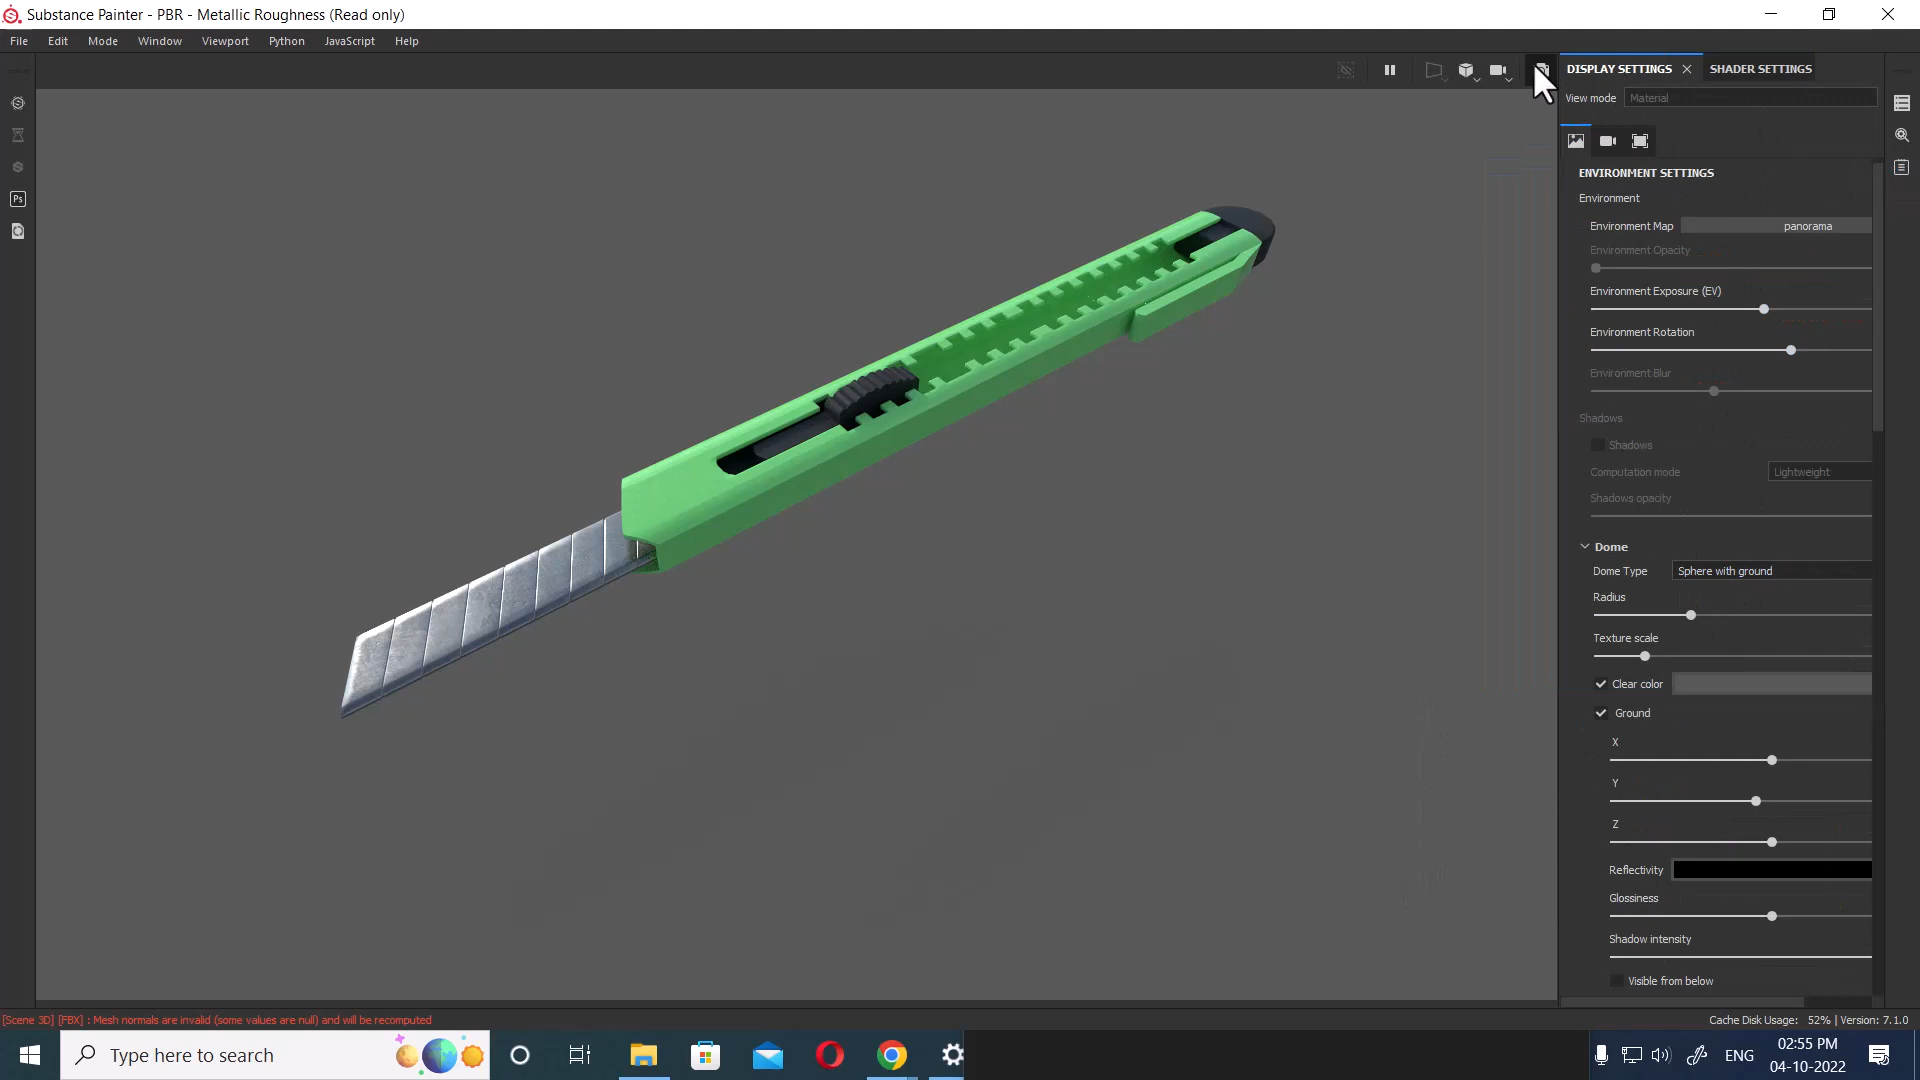 Substance Painter - PBR - Metallic Roughness (Read only)
File Edit Mode Window Viewport Python JavaScript Help
DISPLAY SETTINGS SHADER SETTINGS
View mode Material
ENVIRONMENT SETTINGS
Environment
Environment Map panorama
Environment Opacity
Environment Exposure (EV)
Environment Rotation
Environment Blur
Shadows
Shadows
Computation mode Lightweight
Shadows opacity
Dome
Dome Type Sphere with ground
Radius
Texture scale
Clear color
Ground
X
Y
Z
Reflectivity
Glossiness
Shadow intensity
Visible from below
Ps
[Scene 3D] [FBX] : Mesh normals are invalid (some values are null) and will be recomputed
Cache Disk Usage: 52% | Version: 7.1.0
Type here to search
ENG
02:55 PM
04-10-2022